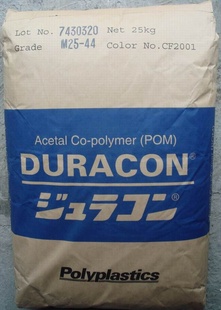 Lot No. 7430320 Net 25kg
Grade M25-44 Color No.CF2001
Acetal Co-polymer (POM)
DURACON®
ジュラコン®
Polyplastics